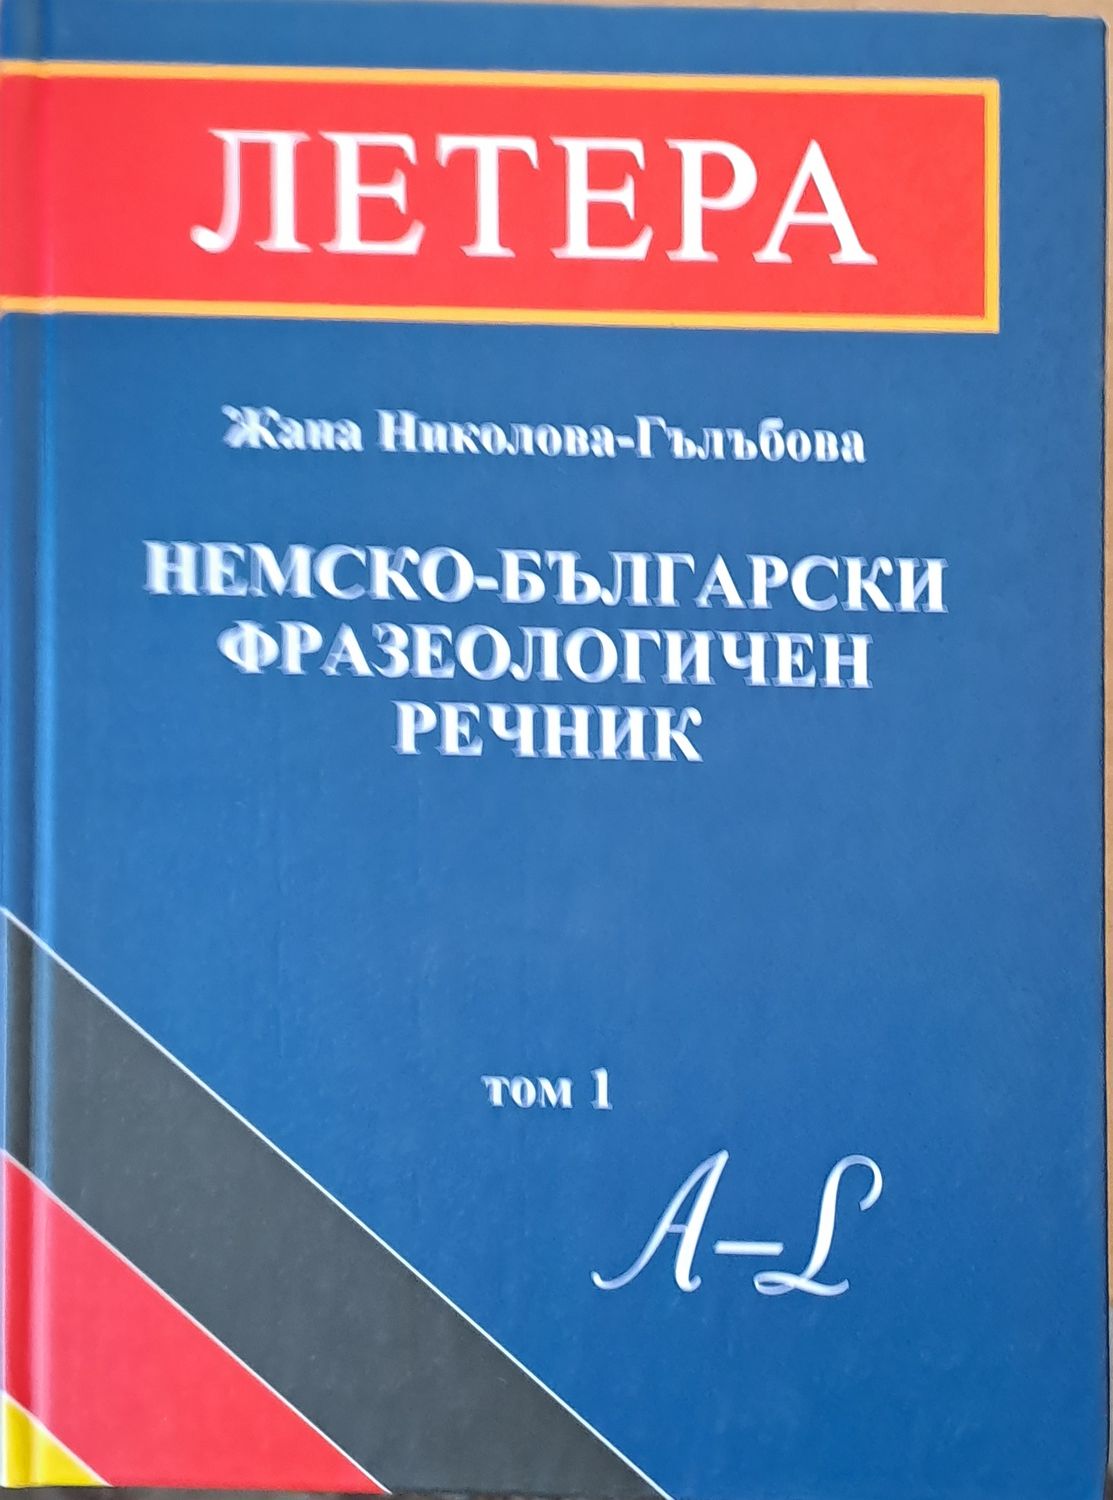 ЛЕТЕРА
Жана Николова-Гълъбова
НЕМСКО-БЪЛГАРСКИ
ФРАЗЕОЛОГИЧЕН
РЕЧНИК
том 1
A–L